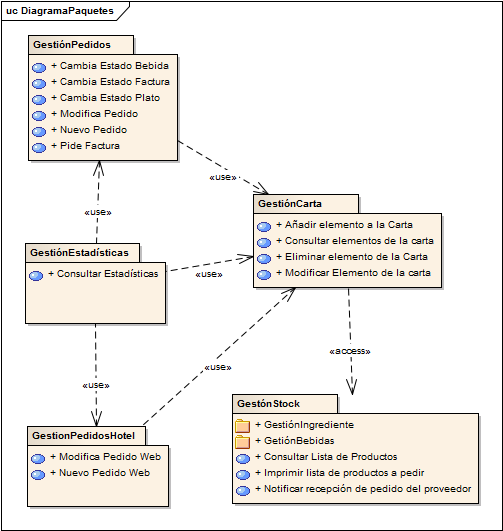 uc DiagramaPaquetes
GestiónPedidos
+ Cambia Estado Bebida
+ Cambia Estado Factura
+ Cambia Estado Plato
+ Modifica Pedido
+ Nuevo Pedido
+ Pide Factura
«use»
GestiónCarta
+ Añadir elemento a la Carta
+ Consultar elementos de la carta
+ Eliminar elemento de la Carta
+ Modificar Elemento de la carta
«use»
GestiónEstadísticas
+ Consultar Estadísticas
«use»
«access»
«use»
«use»
GestónStock
+ GestiónIngrediente
+ GetiónBebidas
+ Consultar Lista de Productos
+ Imprimir lista de productos a pedir
+ Notificar recepción de pedido del proveedor
GestionPedidosHotel
+ Modifica Pedido Web
+ Nuevo Pedido Web